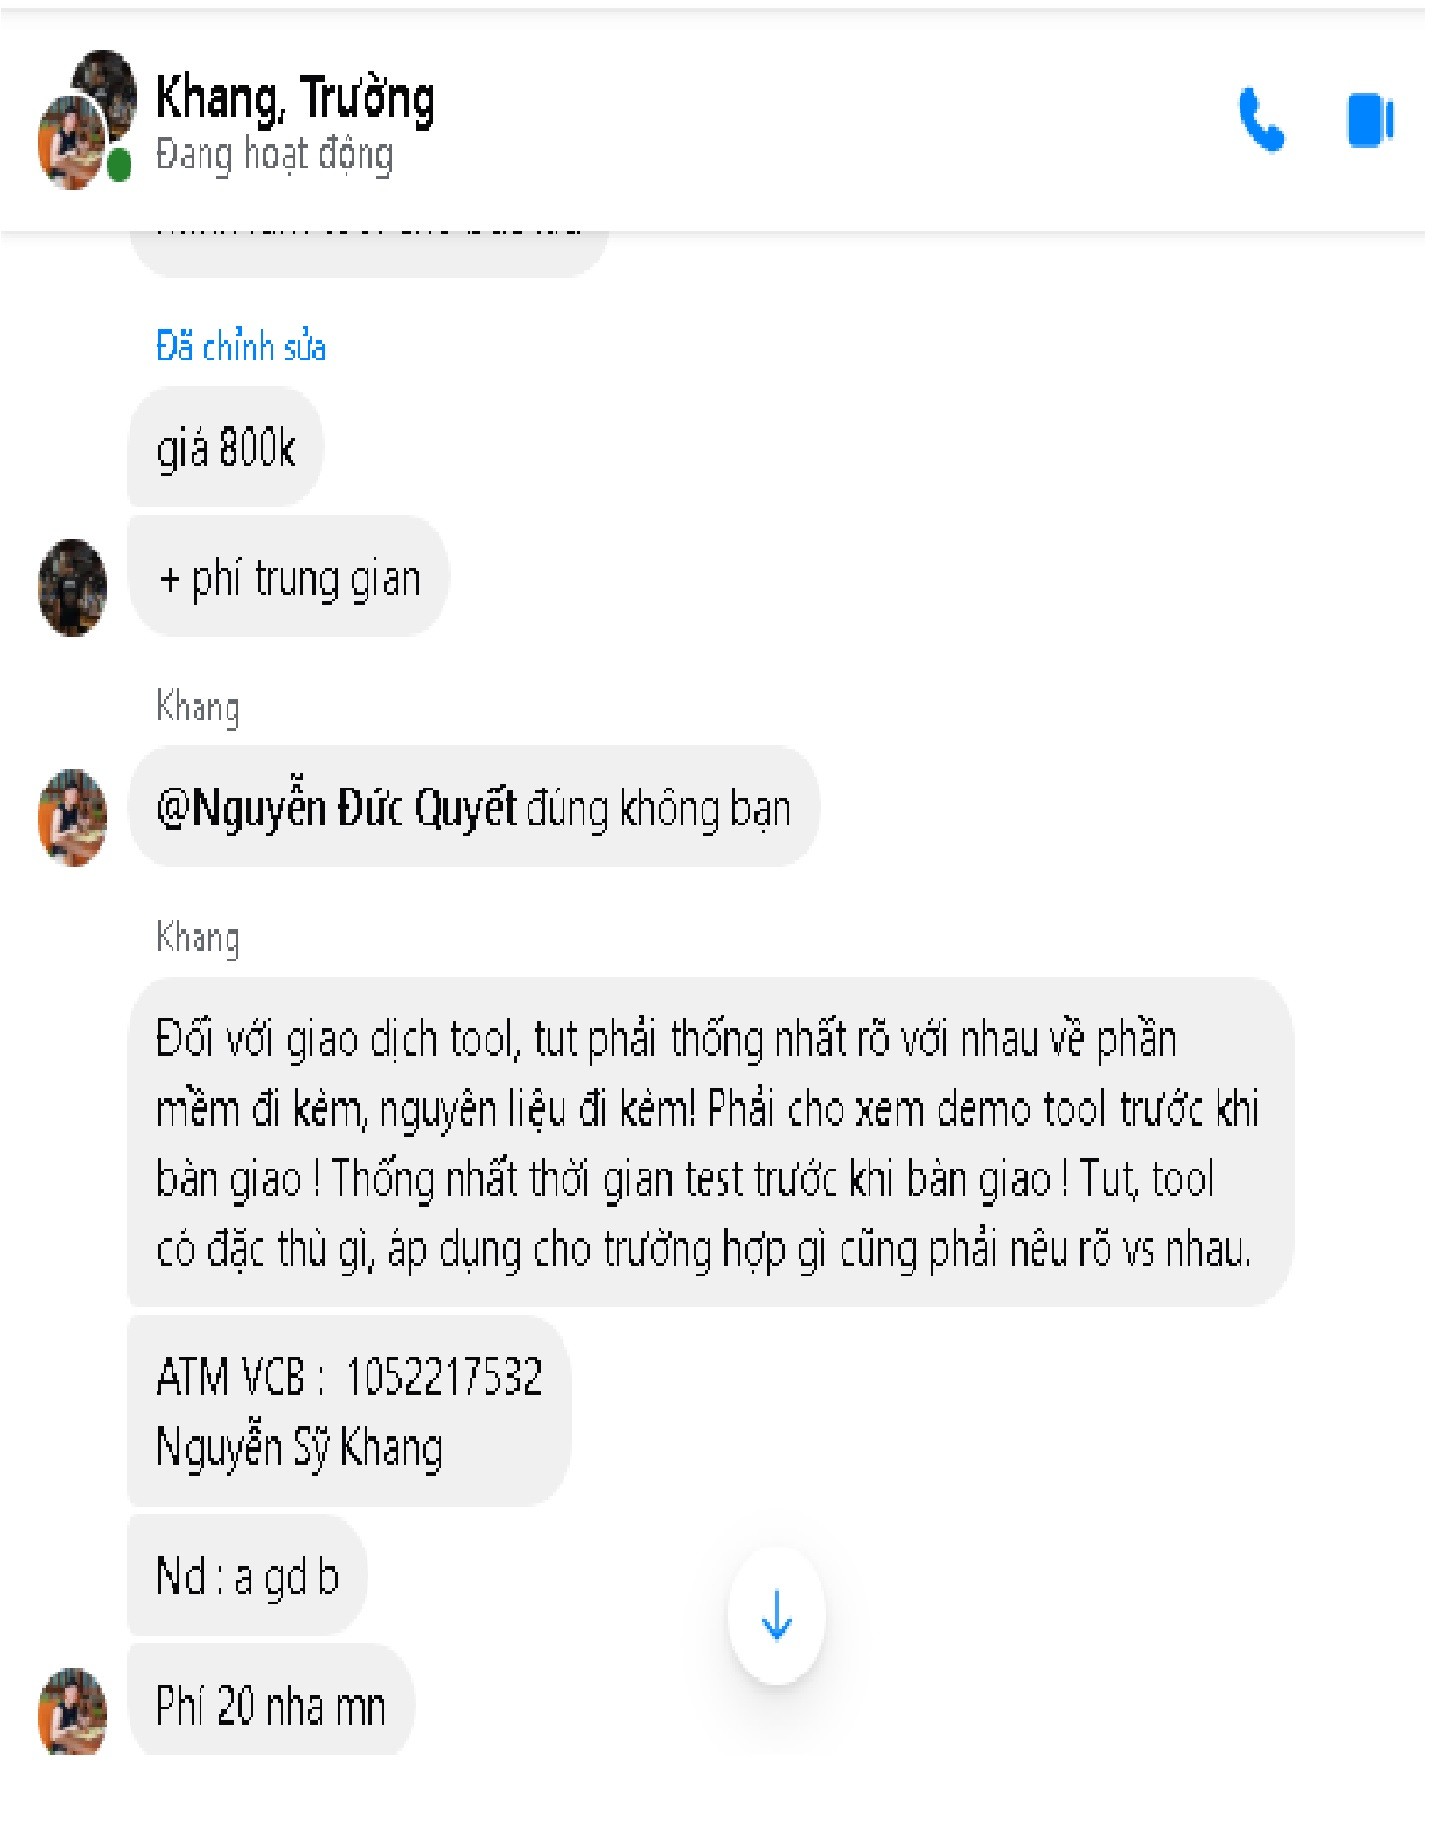 Khang, Trường
Đang hoạt động
Đã chỉnh sửa
giá 800k
+ phí trung gian
Khang
@Nguyễn Đức Quyết đúng không bạn
Khang
Đối với giao dịch tool, tut phải thống nhất rõ với nhau về phần
mềm đi kèm, nguyên liệu đi kèm! Phải cho xem demo tool trước khi
bàn giao ! Thống nhất thời gian test trước khi bàn giao ! Tut, tool
có đặc thù gì, áp dụng cho trường hợp gì cũng phải nêu rõ vs nhau.
ATM VCB : 1052217532
Nguyễn Sỹ Khang
Nd : a gd b
Phí 20 nha mn